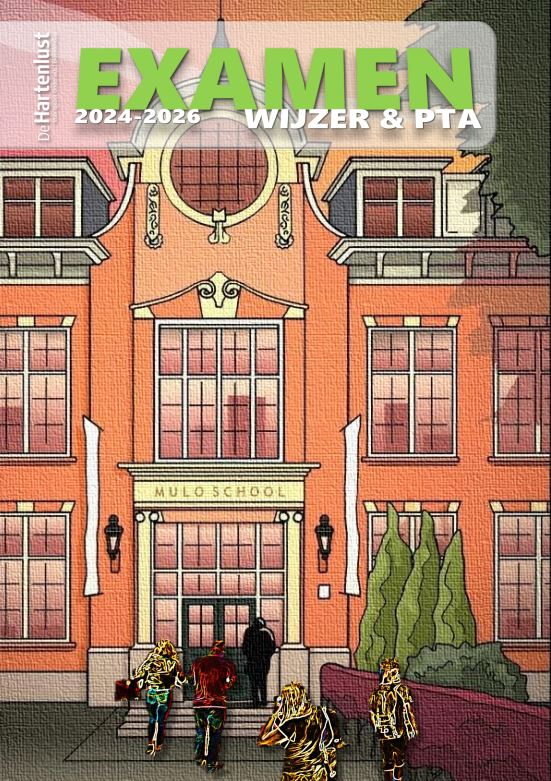 De Hartenlust
EXAMEN
2024-2026 WIJZER & PTA
MULO SCHOOL